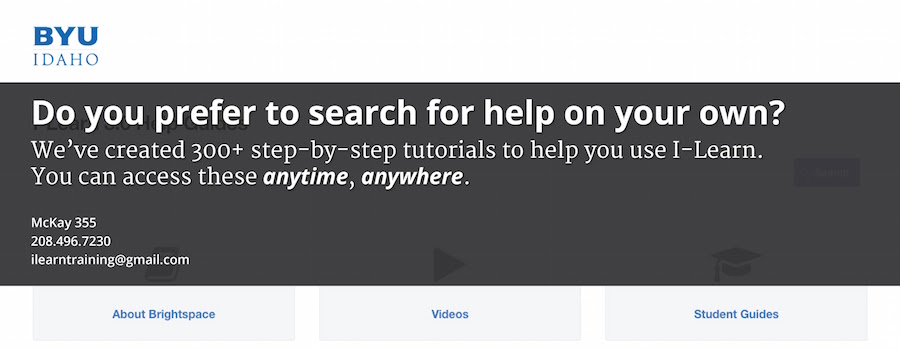 BYU
IDAHO
Do you prefer to search for help on your own?
We've created 300+ step-by-step tutorials to help you use I-Learn.
You can access these anytime, anywhere.
McKay 355
208.496.7230
ilearntraining@gmail.com
About Brightspace
Videos
Student Guides